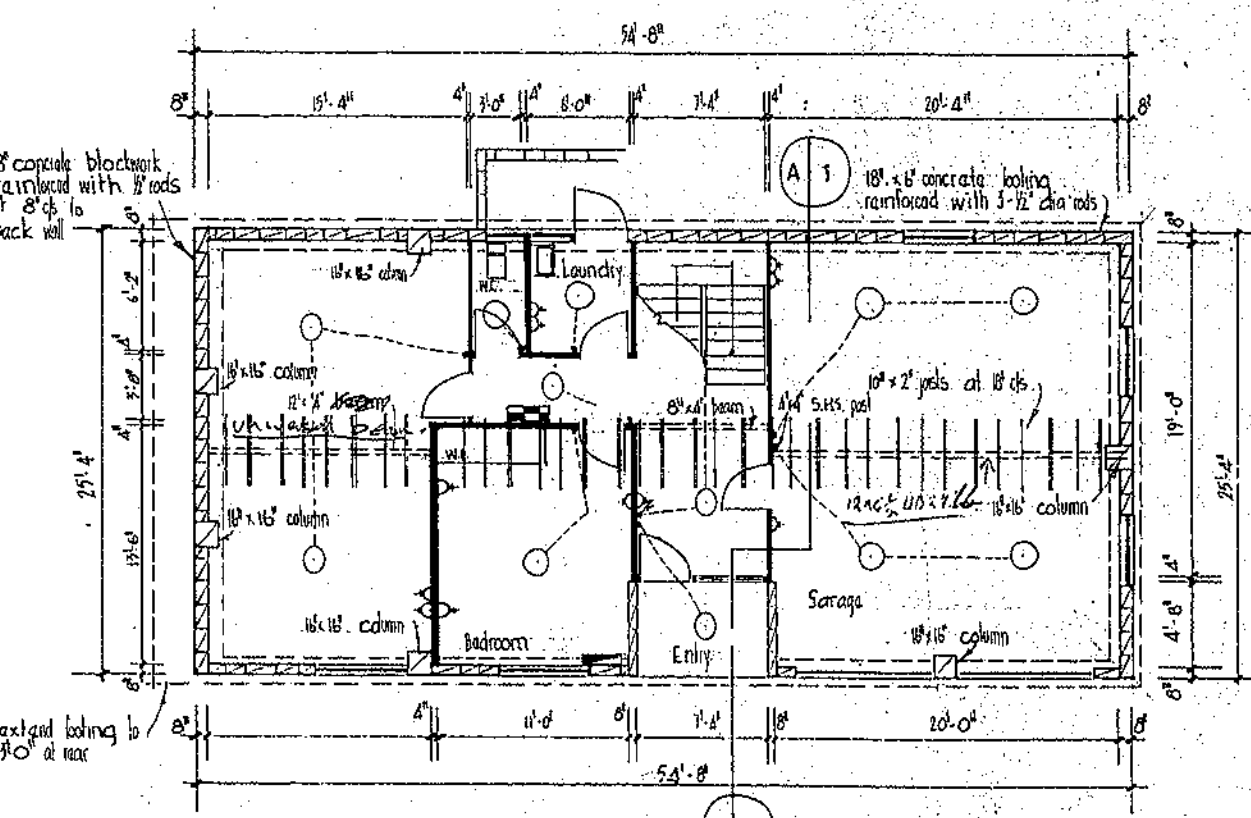 54'-8"
8" 15'-4" 4" 3'-0" 4" 6'-0" 4" 7'-4" 4" 20'-4" 8"
8" concrete blockwork
reinforced with ½" rods
at 8" c/s to
back wall
A 1
18" x 6" concrete footing
reinforced with 3-½" dia rods
8"
8"
16" x 16" column
W.C.
Laundry
6'-2"
4"
16" x 16" column
3'-8"
10" x 2" joists at 18" c/s
8" x 4" beam
4" x 4" S.H.S. post
4"
W.I.
19'-0"
25'-4"
25'-4"
16" x 16" column
16" x 16" column
13'-6"
4"
Garage
16" x 16" column
Bedroom
Entry
16" x 16" column
4'-8"
8"
8"
extend footing to
3'-0" at rear
8" 4" 11'-0" 8" 7'-4" 8" 20'-0" 8"
54'-8"